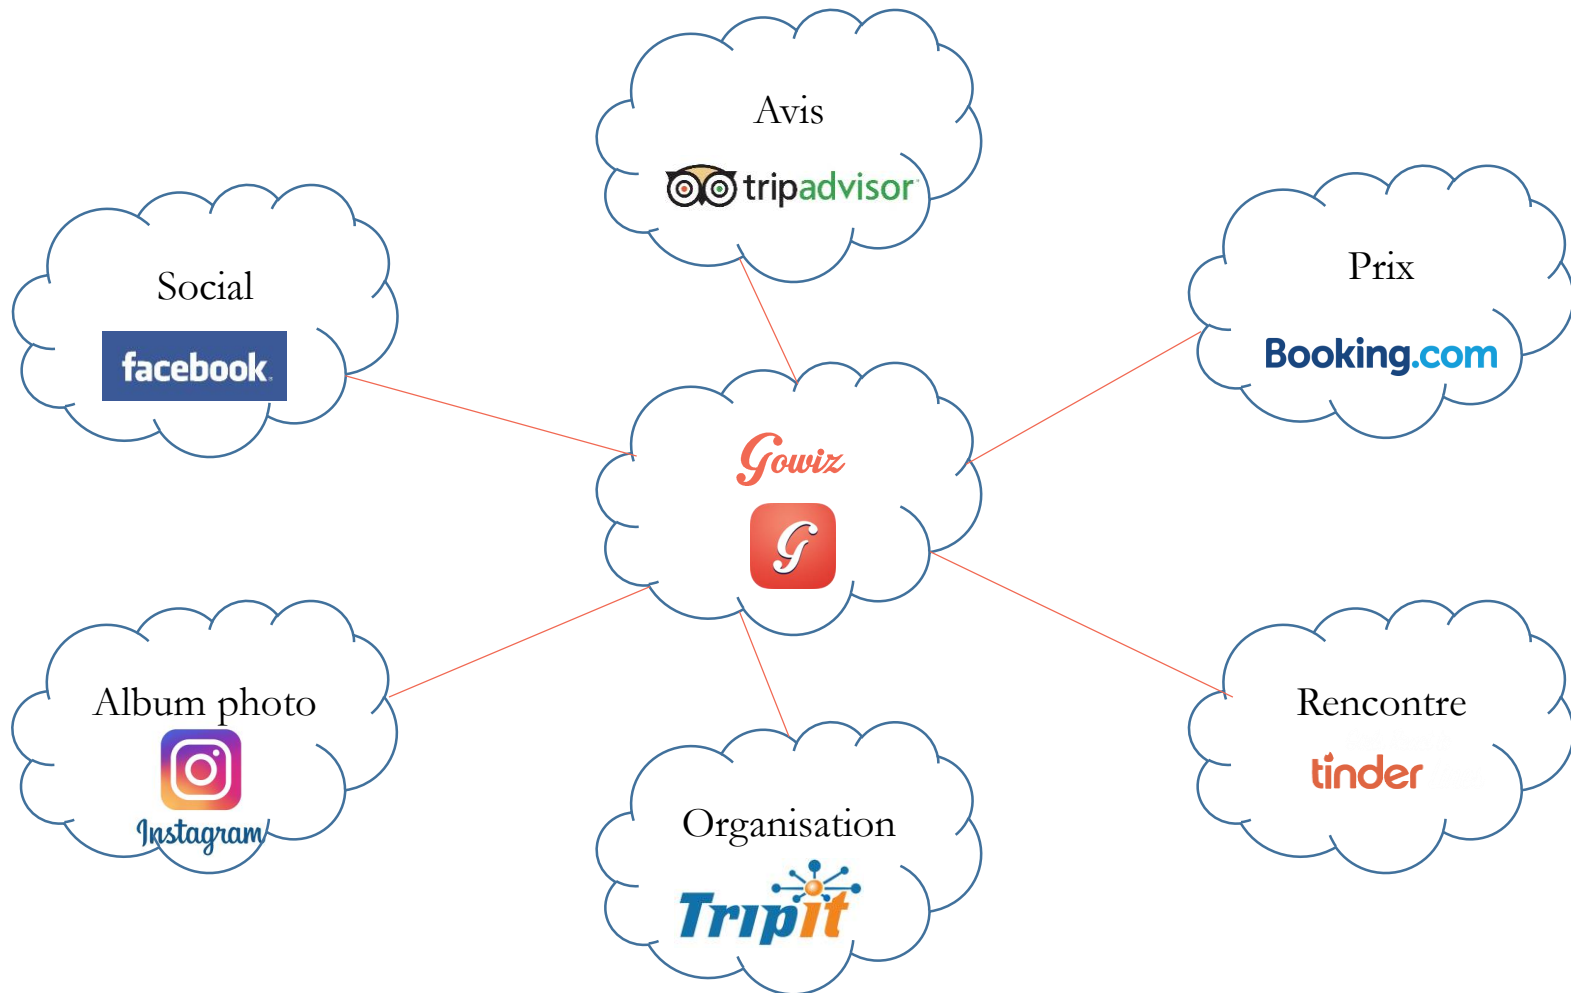 Avis
tripadvisor
Social
facebook
Prix
Booking.com
Gowiz
G
Album photo
Instagram
Organisation
Tripit
Rencontre
tinder